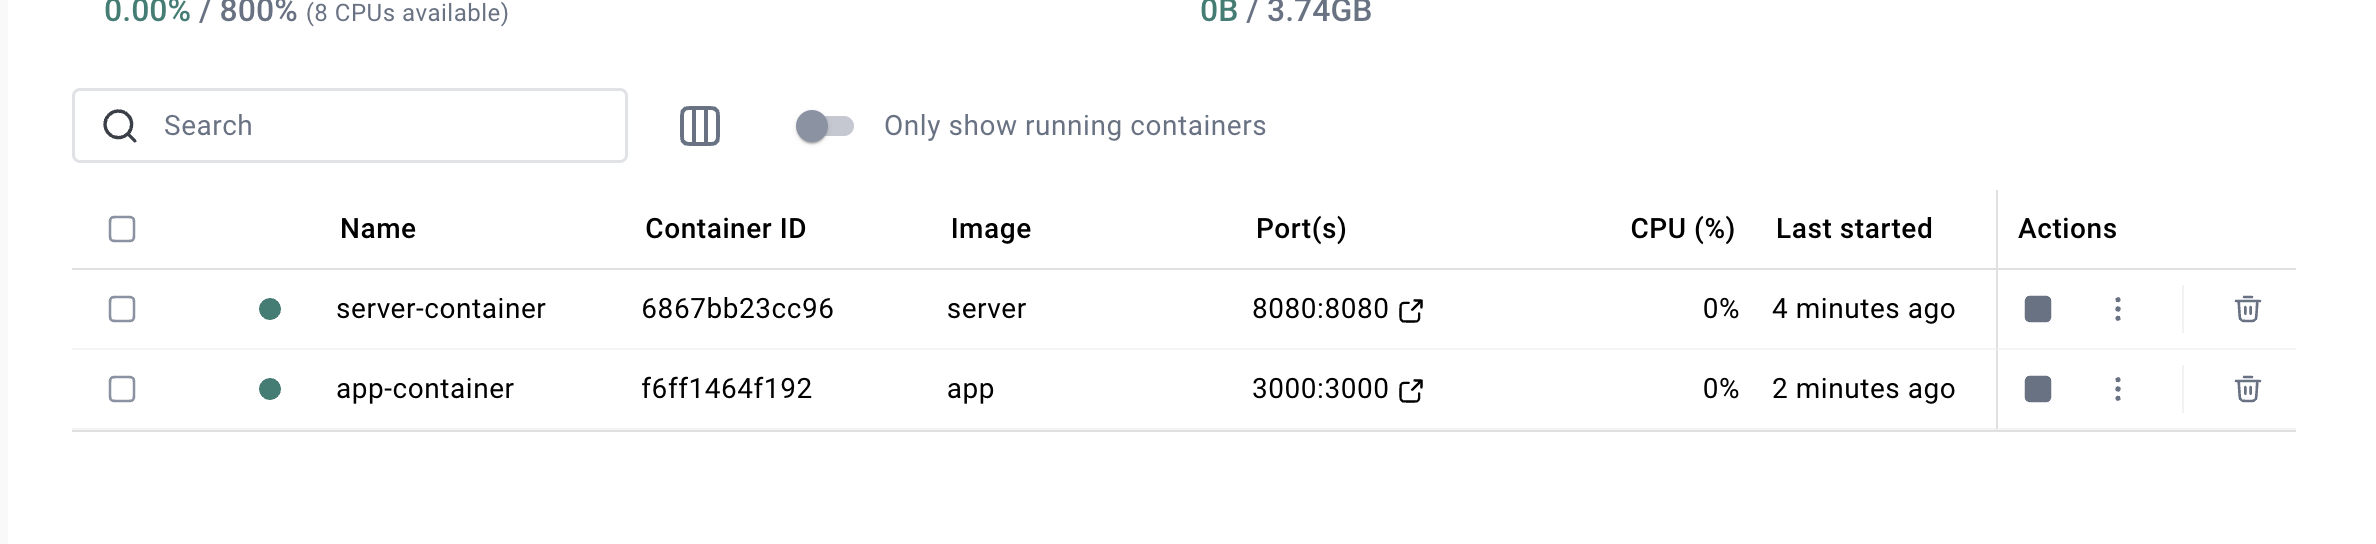 0.00% / 800% (8 CPUs available) 0B / 3.74GB
Search Only show running containers
Name Container ID Image Port(s) CPU (%) Last started Actions
server-container 6867bb23cc96 server 8080:8080 0% 4 minutes ago
app-container f6ff1464f192 app 3000:3000 0% 2 minutes ago